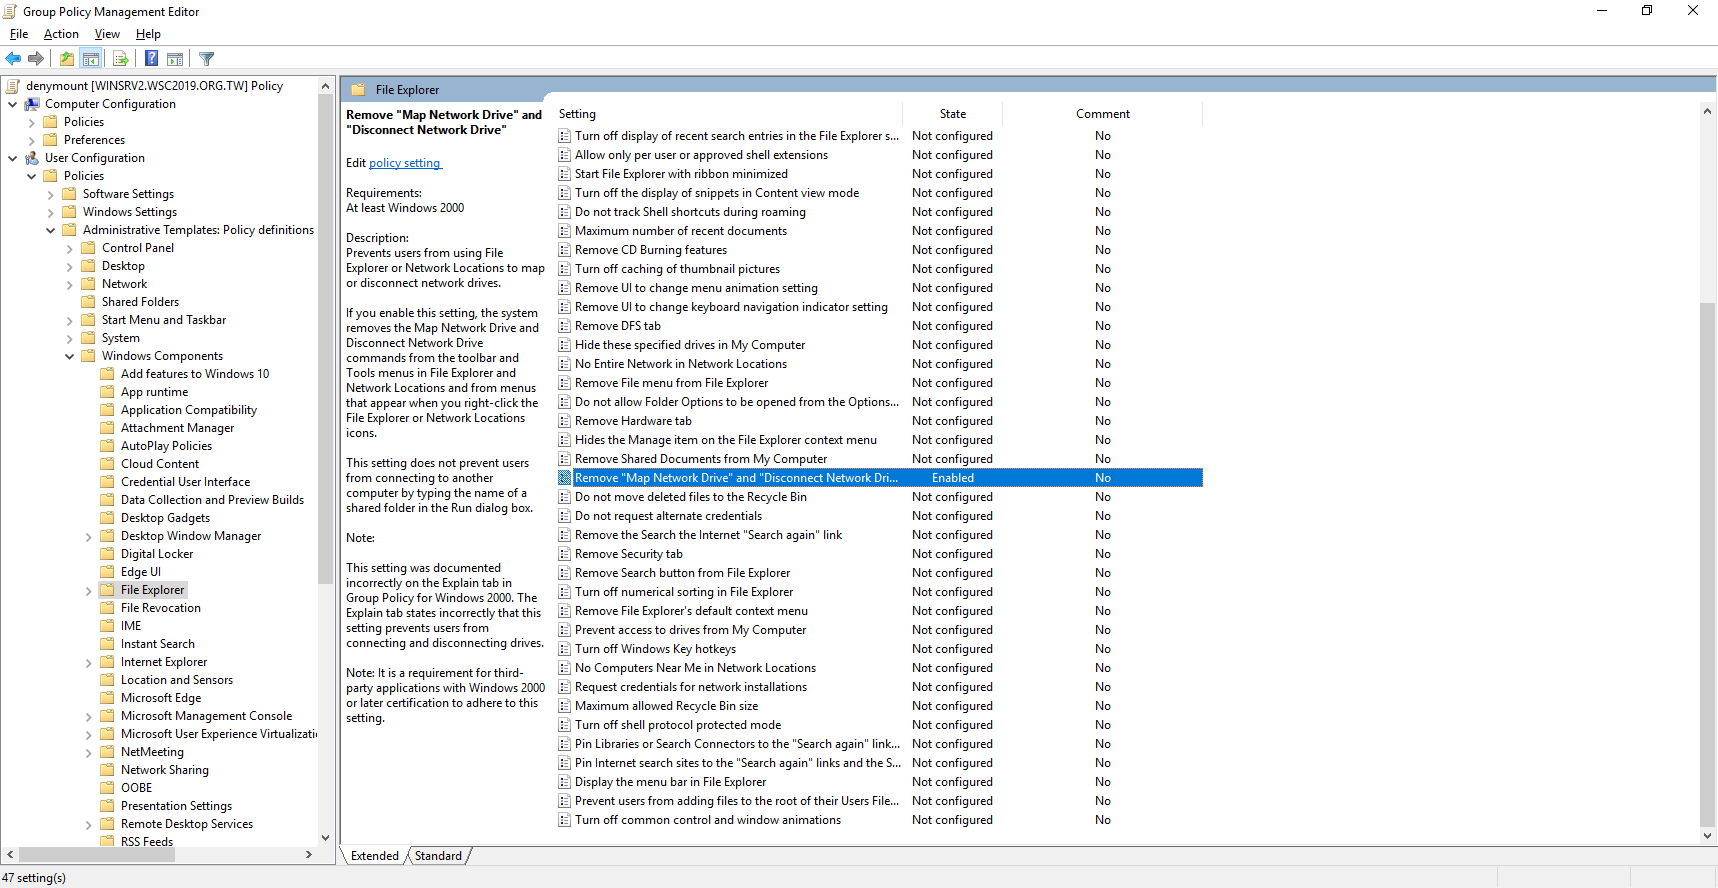 Group Policy Management Editor
File Action View Help
denymount [WINSRV2.WSC2019.ORG.TW] Policy
Computer Configuration
Policies
Preferences
User Configuration
Policies
Software Settings
Windows Settings
Administrative Templates: Policy definitions
Control Panel
Desktop
Network
Shared Folders
Start Menu and Taskbar
System
Windows Components
Add features to Windows 10
App runtime
Application Compatibility
Attachment Manager
AutoPlay Policies
Cloud Content
Credential User Interface
Data Collection and Preview Builds
Desktop Gadgets
Desktop Window Manager
Digital Locker
Edge UI
File Explorer
File Revocation
IME
Instant Search
Internet Explorer
Location and Sensors
Microsoft Edge
Microsoft Management Console
Microsoft User Experience Virtualizati
NetMeeting
Network Sharing
OOBE
Presentation Settings
Remote Desktop Services
RSS Feeds
File Explorer
Remove "Map Network Drive" and
"Disconnect Network Drive"
Edit policy setting
Requirements:
At least Windows 2000
Description:
Prevents users from using File
Explorer or Network Locations to map
or disconnect network drives.
If you enable this setting, the system
removes the Map Network Drive and
Disconnect Network Drive
commands from the toolbar and
Tools menus in File Explorer and
Network Locations and from menus
that appear when you right-click the
File Explorer or Network Locations
icons.
This setting does not prevent users
from connecting to another
computer by typing the name of a
shared folder in the Run dialog box.
Note:
This setting was documented
incorrectly on the Explain tab in
Group Policy for Windows 2000. The
Explain tab states incorrectly that this
setting prevents users from
connecting and disconnecting drives.
Note: It is a requirement for third-
party applications with Windows 2000
or later certification to adhere to this
setting.
Setting State Comment
Turn off display of recent search entries in the File Explorer s... Not configured No
Allow only per user or approved shell extensions Not configured No
Start File Explorer with ribbon minimized Not configured No
Turn off the display of snippets in Content view mode Not configured No
Do not track Shell shortcuts during roaming Not configured No
Maximum number of recent documents Not configured No
Remove CD Burning features Not configured No
Turn off caching of thumbnail pictures Not configured No
Remove UI to change menu animation setting Not configured No
Remove UI to change keyboard navigation indicator setting Not configured No
Remove DFS tab Not configured No
Hide these specified drives in My Computer Not configured No
No Entire Network in Network Locations Not configured No
Remove File menu from File Explorer Not configured No
Do not allow Folder Options to be opened from the Options... Not configured No
Remove Hardware tab Not configured No
Hides the Manage item on the File Explorer context menu Not configured No
Remove Shared Documents from My Computer Not configured No
Remove "Map Network Drive" and "Disconnect Network Dri... Enabled No
Do not move deleted files to the Recycle Bin Not configured No
Do not request alternate credentials Not configured No
Remove the Search the Internet "Search again" link Not configured No
Remove Security tab Not configured No
Remove Search button from File Explorer Not configured No
Turn off numerical sorting in File Explorer Not configured No
Remove File Explorer's default context menu Not configured No
Prevent access to drives from My Computer Not configured No
Turn off Windows Key hotkeys Not configured No
No Computers Near Me in Network Locations Not configured No
Request credentials for network installations Not configured No
Maximum allowed Recycle Bin size Not configured No
Turn off shell protocol protected mode Not configured No
Pin Libraries or Search Connectors to the "Search again" link... Not configured No
Pin Internet search sites to the "Search again" links and the S... Not configured No
Display the menu bar in File Explorer Not configured No
Prevent users from adding files to the root of their Users File... Not configured No
Turn off common control and window animations Not configured No
Extended Standard
47 setting(s)